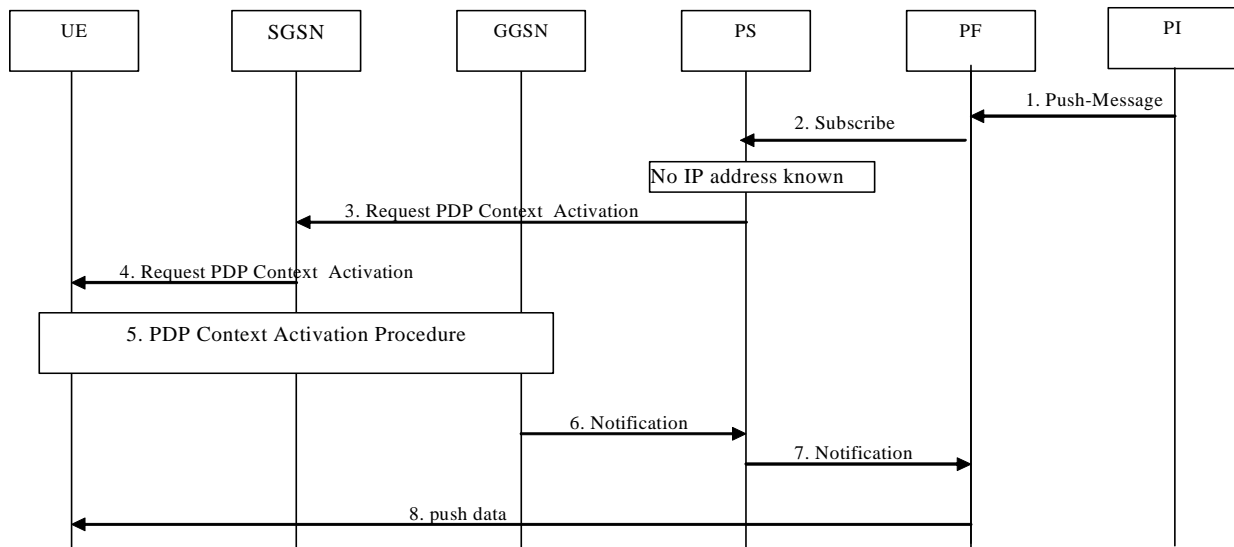 UE
SGSN
GGSN
PS
PF
PI
1. Push-Message
2. Subscribe
No IP address known
3. Request PDP Context Activation
4. Request PDP Context Activation
5. PDP Context Activation Procedure
6. Notification
7. Notification
8. push data